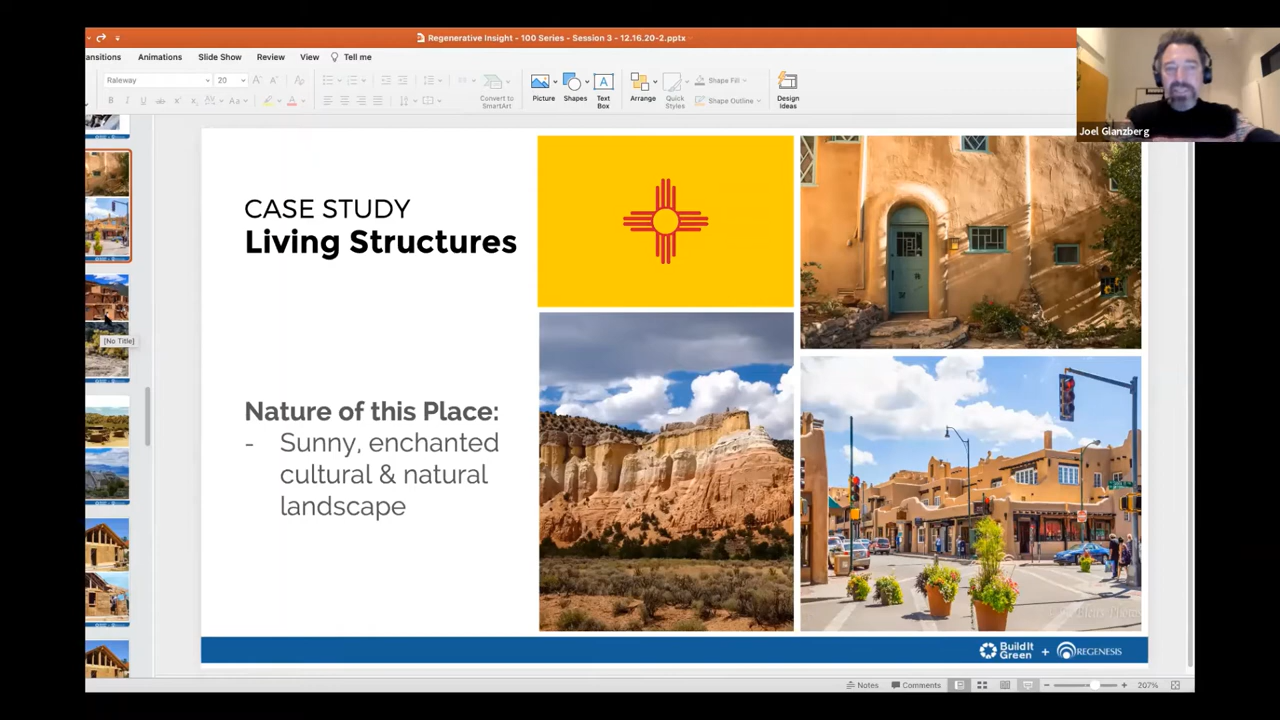 Regenerative Insight - 100 Series - Session 3 - 12.16.20-2.pptx
ansitions Animations Slide Show Review View Tell me
Raleway 20
Convert to SmartArt
Picture
Shapes
Text Box
Arrange
Quick Styles
Shape Fill
Shape Outline
Design Ideas
Joel Glanzberg
CASE STUDY
Living Structures
[No Title]
Nature of this Place:
- Sunny, enchanted
cultural & natural
landscape
BuildIt
Green + REGENESIS
Notes Comments 207%